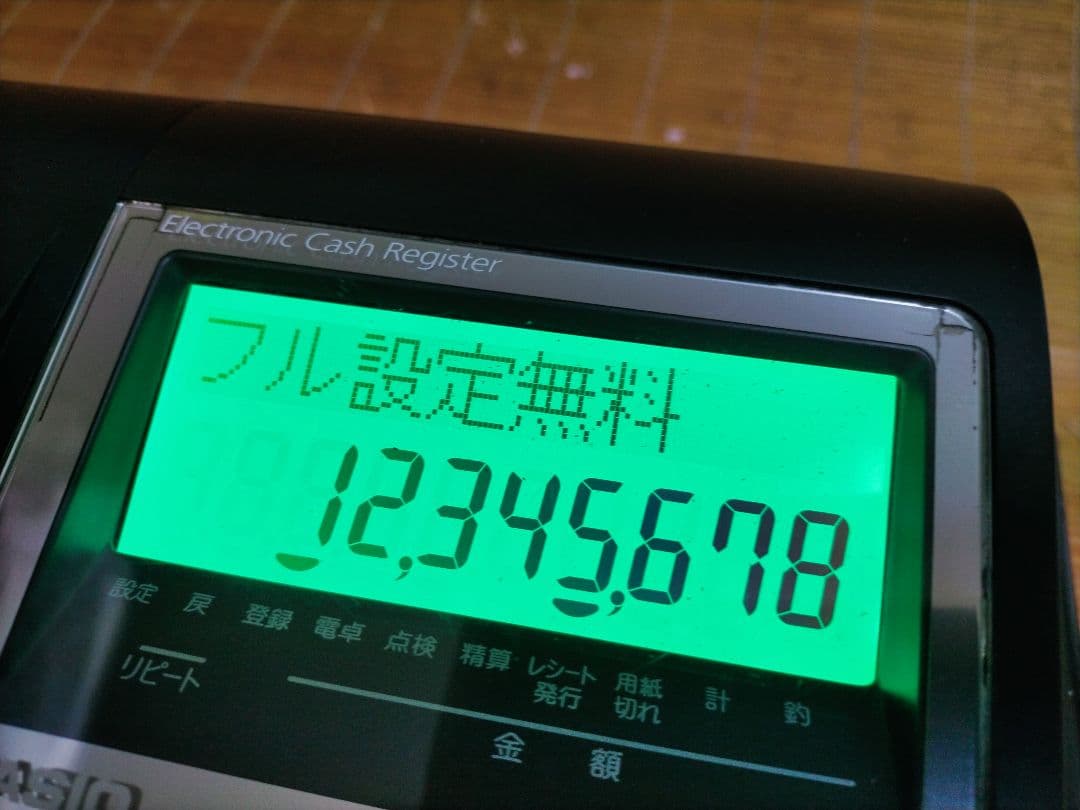 Electronic Cash Register
フル設定無料
12,345,678
設定 戻 登録 電卓 点検 精算 レシート発行 用紙切れ 計 釣
リピート
金額
CASIO